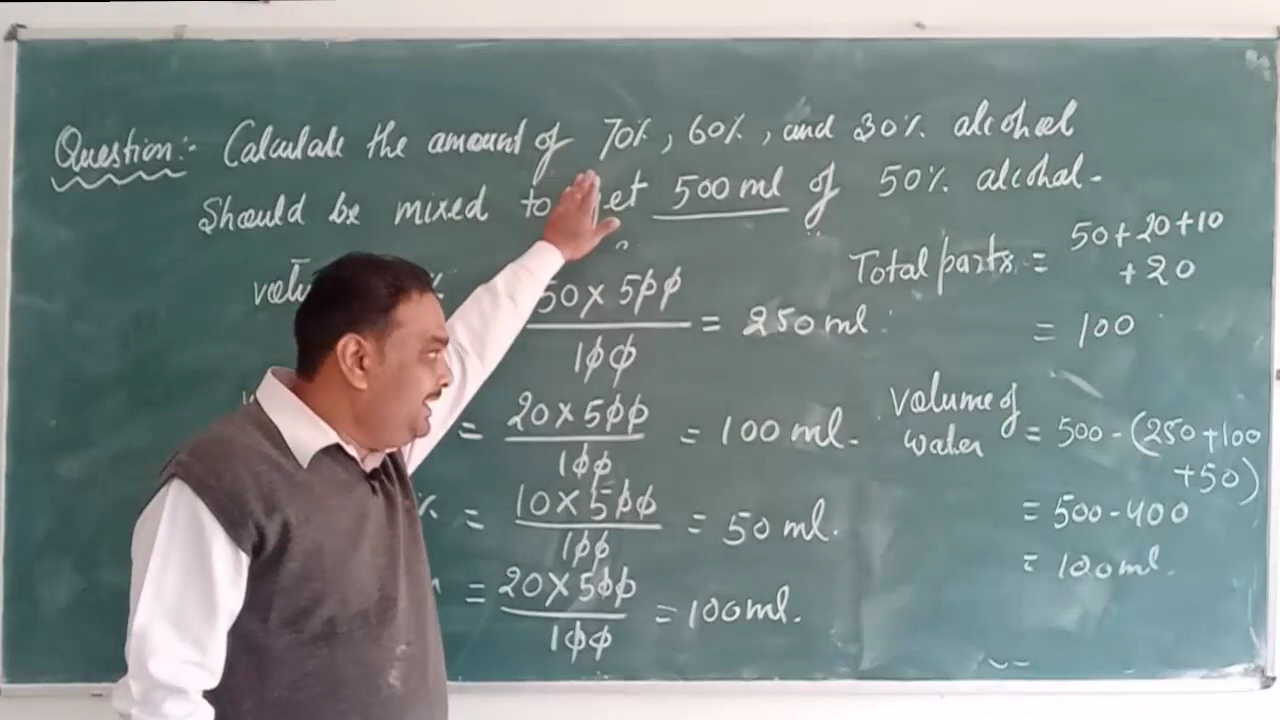 Question:- Calculate the amount of 70%, 60%, and 30% alcohol
Should be mixed to get 500 ml of 50% alcohol.
Total parts = 50+20+10
+20
= 100
50 x 500 / 100 = 250 ml
= 20 x 500 / 100 = 100 ml.
% = 10 x 500 / 100 = 50 ml.
= 20 x 500 / 100 = 100 ml.
Volume of
water = 500 - (250+100
+50)
= 500-400
= 100 ml.